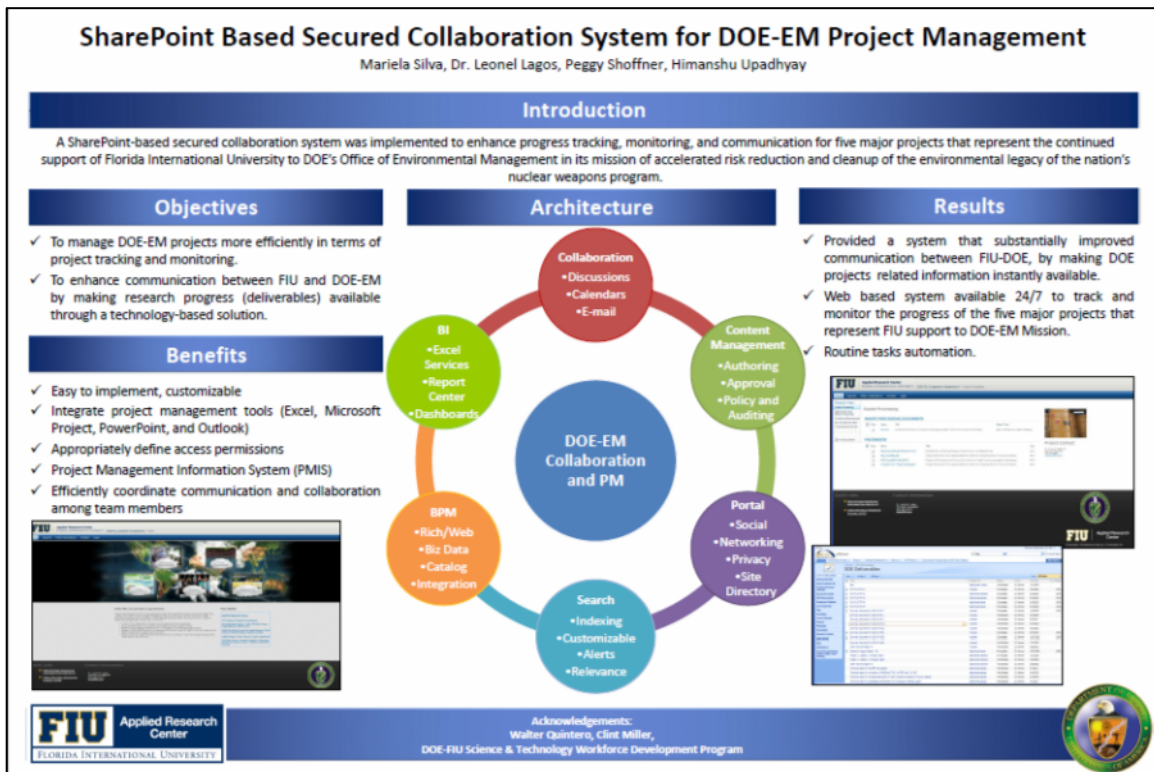 SharePoint Based Secured Collaboration System for DOE-EM Project Management
Mariela Silva, Dr. Leonel Lagos, Peggy Shoffner, Himanshu Upadhyay
Introduction
A SharePoint-based secured collaboration system was implemented to enhance progress tracking, monitoring, and communication for five major projects that represent the continued
support of Florida International University to DOE's Office of Environmental Management in its mission of accelerated risk reduction and cleanup of the environmental legacy of the nation's
nuclear weapons program.
Objectives
✓ To manage DOE-EM projects more efficiently in terms of
project tracking and monitoring.
✓ To enhance communication between FIU and DOE-EM
by making research progress (deliverables) available
through a technology-based solution.
Benefits
✓ Easy to implement, customizable
✓ Integrate project management tools (Excel, Microsoft
Project, PowerPoint, and Outlook)
✓ Appropriately define access permissions
✓ Project Management Information System (PMIS)
✓ Efficiently coordinate communication and collaboration
among team members
FIU
Applied Research Center
Architecture
Collaboration
•Discussions
•Calendars
•E-mail
Content
Management
•Authoring
•Approval
•Policy and
Auditing
Portal
•Social
•Networking
•Privacy
•Site
Directory
Search
•Indexing
•Customizable
•Alerts
•Relevance
BPM
•Rich/Web
•Biz Data
•Catalog
•Integration
BI
•Excel
Services
•Report
Center
•Dashboards
DOE-EM
Collaboration
and PM
Results
✓ Provided a system that substantially improved
communication between FIU-DOE, by making DOE
projects related information instantly available.
✓ Web based system available 24/7 to track and
monitor the progress of the five major projects that
represent FIU support to DOE-EM Mission.
✓ Routine tasks automation.
FIU
Applied Research Center
FIU
Applied
Research
Center
DOE Deliverables
FIU
Applied Research
Center
FLORIDA INTERNATIONAL UNIVERSITY
Acknowledgements:
Walter Quintero, Clint Miller,
DOE-FIU Science & Technology Workforce Development Program